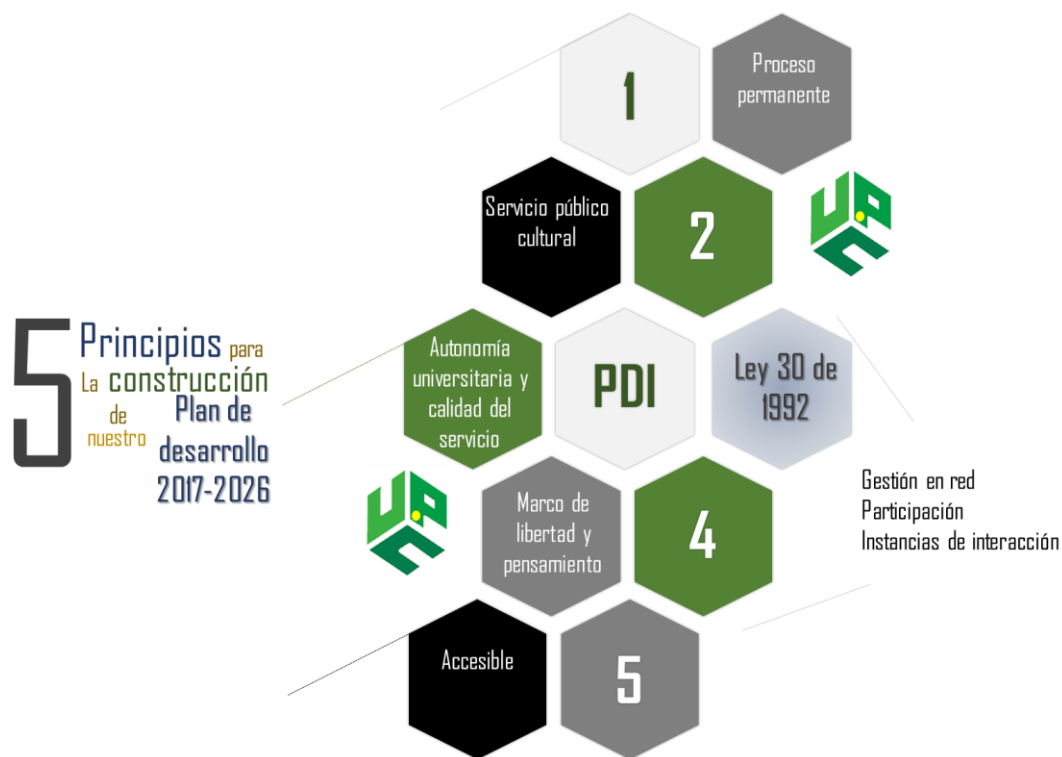 5
Principios para
La construcción
de Plan de
nuestro desarrollo
2017-2026
1
Proceso
permanente
Servicio público
cultural
2
UPC
Autonomía
universitaria y
calidad del
servicio
PDI
Ley 30 de
1992
UPC
Marco de
libertad y
pensamiento
4
Gestión en red
Participación
Instancias de interacción
Accesible
5